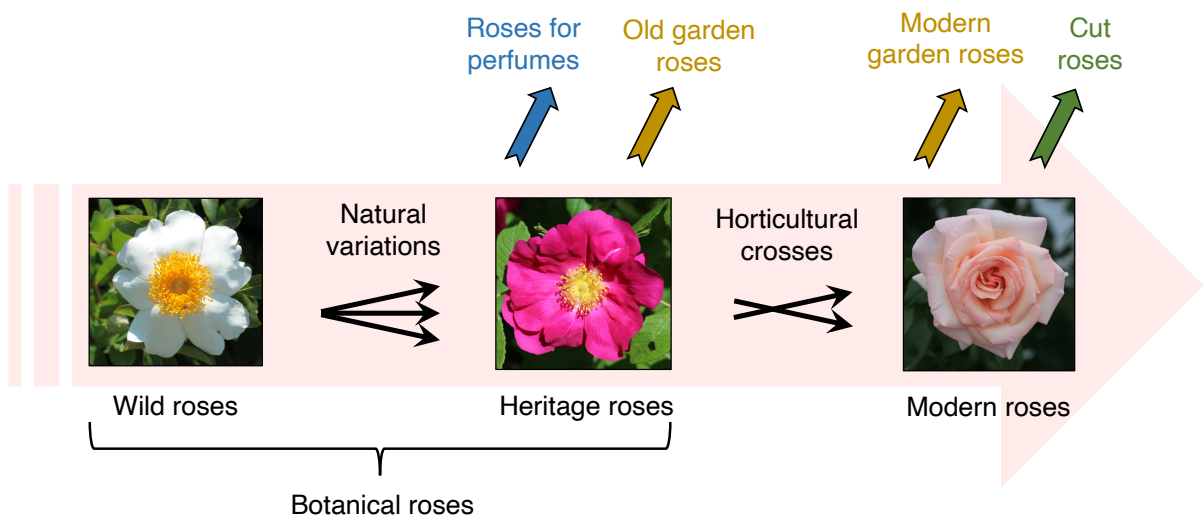 Roses for
perfumes
Old garden
roses
Modern
garden roses
Cut
roses
Natural
variations
Horticultural
crosses
Wild roses
Heritage roses
Modern roses
Botanical roses